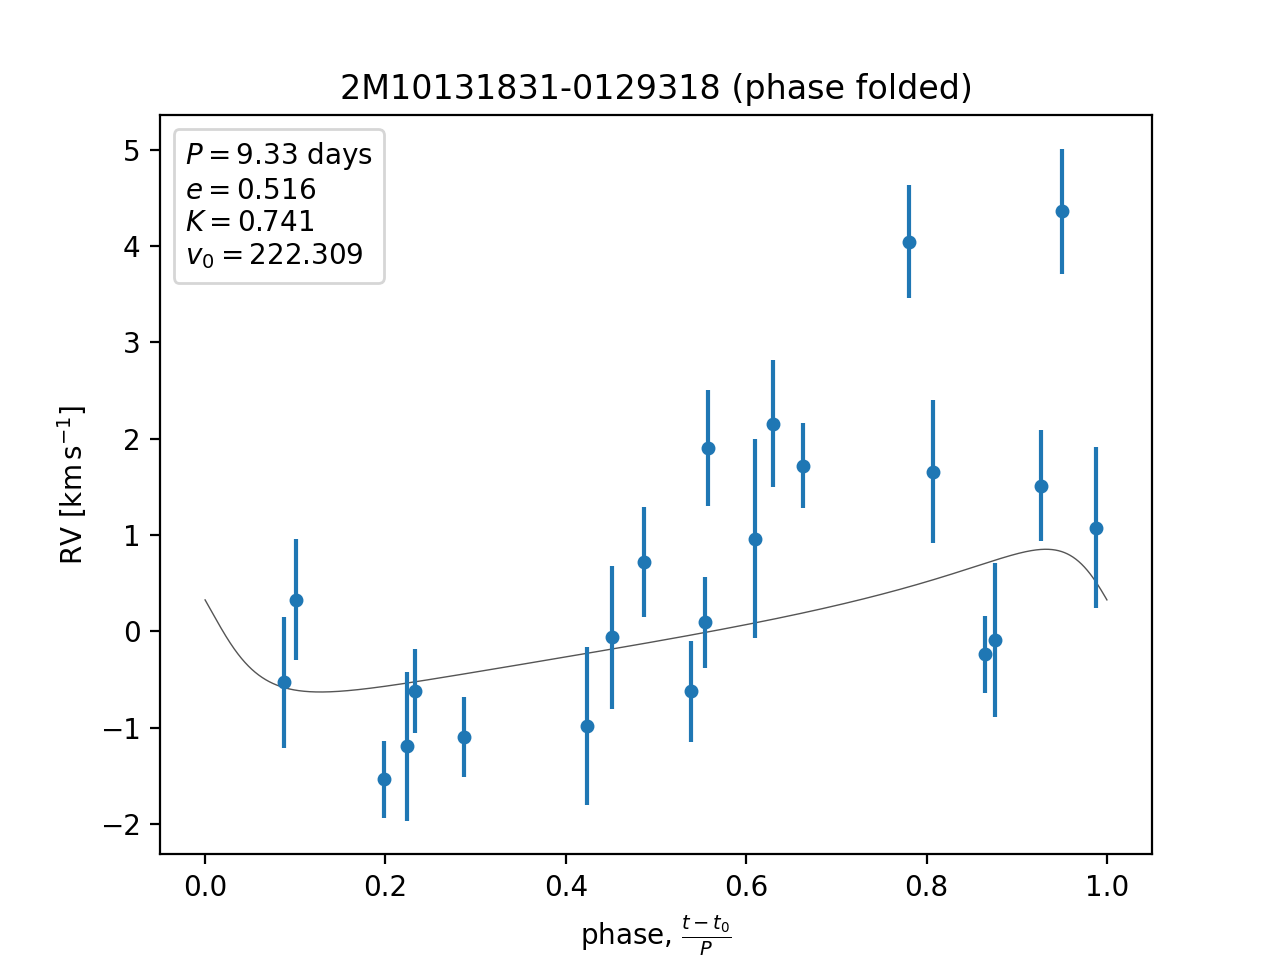 2M10131831-0129318 (phase folded)
P = 9.33 days
e = 0.516
K = 0.741
v₀ = 222.309
5
4
3
2
1
0
−1
−2
RV [km s⁻¹]
0.0 0.2 0.4 0.6 0.8 1.0
phase, (t − t₀)/P